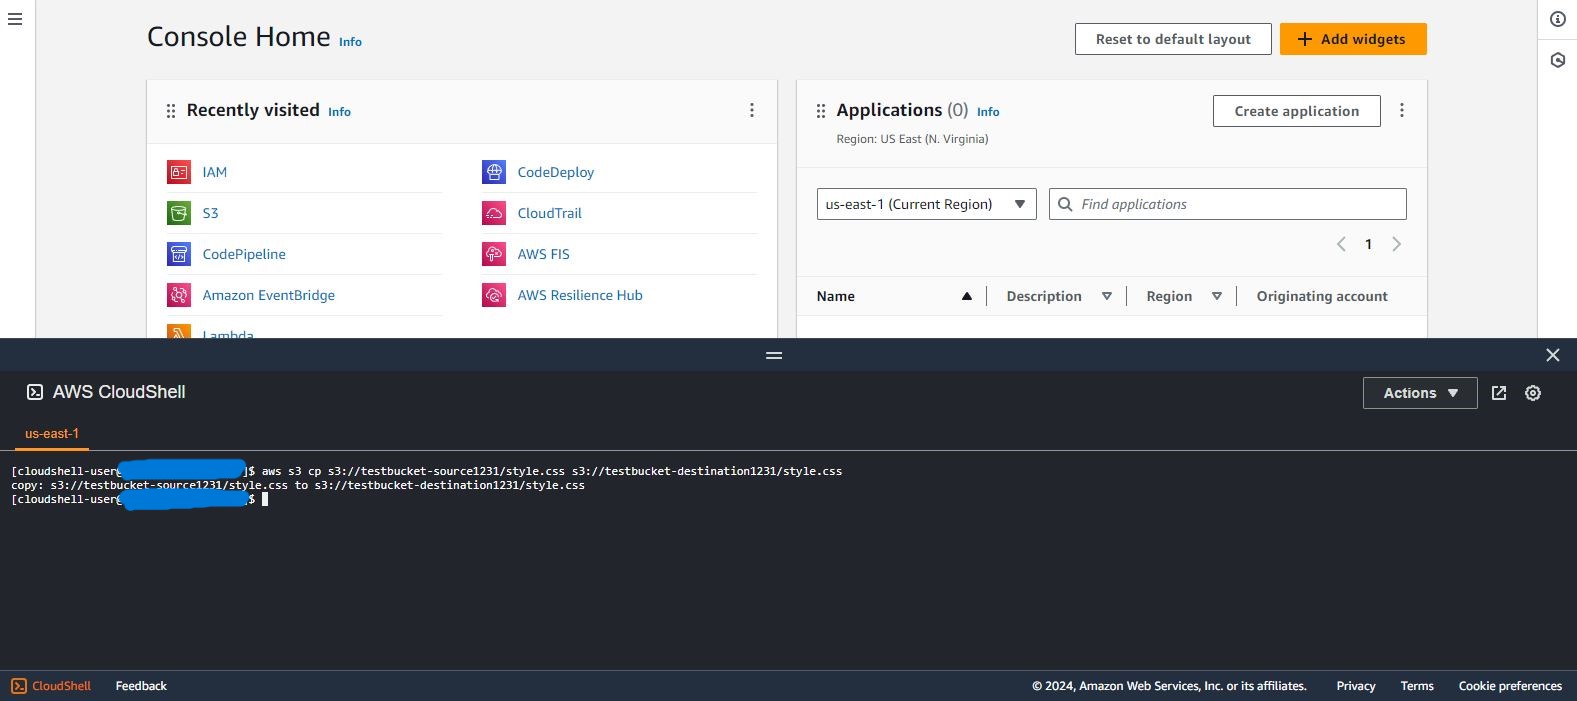 Console Home Info
Reset to default layout
+ Add widgets
Recently visited Info
IAM
CodeDeploy
S3
CloudTrail
CodePipeline
AWS FIS
Amazon EventBridge
AWS Resilience Hub
Lambda
Applications (0) Info
Region: US East (N. Virginia)
Create application
us-east-1 (Current Region)
Find applications
1
Name
Description
Region
Originating account
AWS CloudShell
Actions
us-east-1
[cloudshell-user@ ]$ aws s3 cp s3://testbucket-source1231/style.css s3://testbucket-destination1231/style.css
copy: s3://testbucket-source1231/style.css to s3://testbucket-destination1231/style.css
[cloudshell-user@ ]$
CloudShell
Feedback
© 2024, Amazon Web Services, Inc. or its affiliates.
Privacy
Terms
Cookie preferences